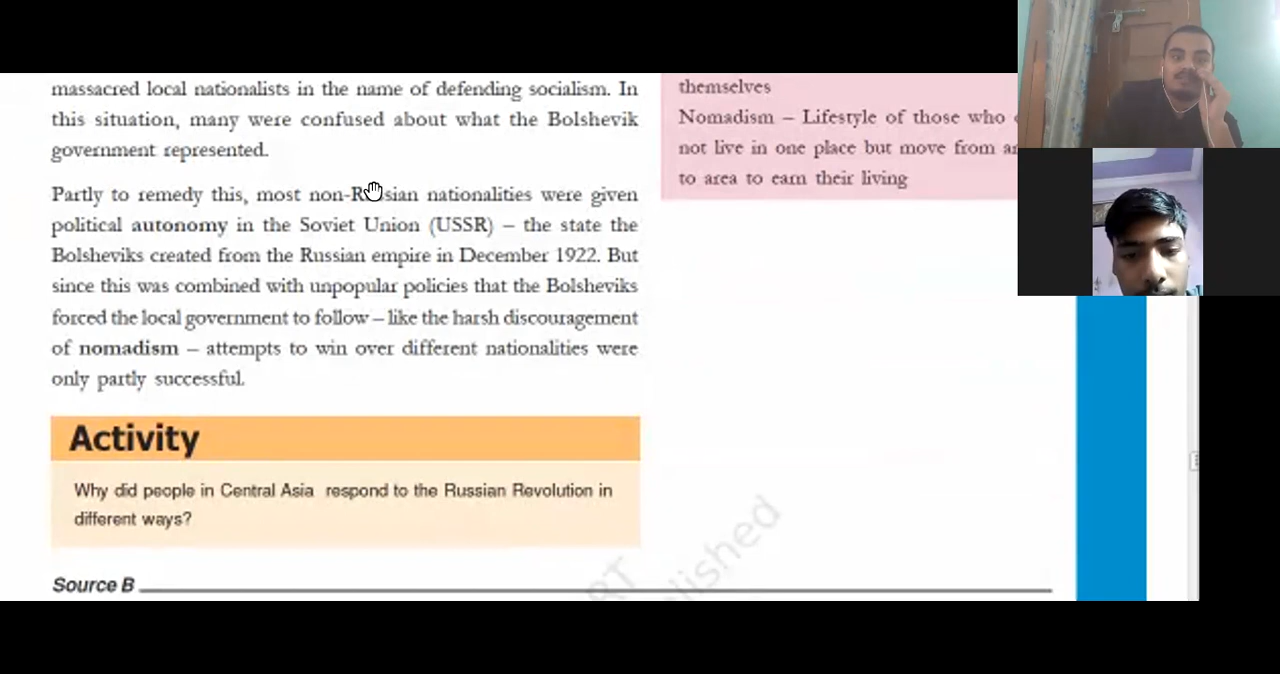 massacred local nationalists in the name of defending socialism. In
this situation, many were confused about what the Bolshevik
government represented.
Partly to remedy this, most non-Russian nationalities were given
political autonomy in the Soviet Union (USSR) – the state the
Bolsheviks created from the Russian empire in December 1922. But
since this was combined with unpopular policies that the Bolsheviks
forced the local government to follow – like the harsh discouragement
of nomadism – attempts to win over different nationalities were
only partly successful.
Activity
Why did people in Central Asia respond to the Russian Revolution in
different ways?
Source B
themselves
Nomadism – Lifestyle of those who
not live in one place but move from
to area to earn their living